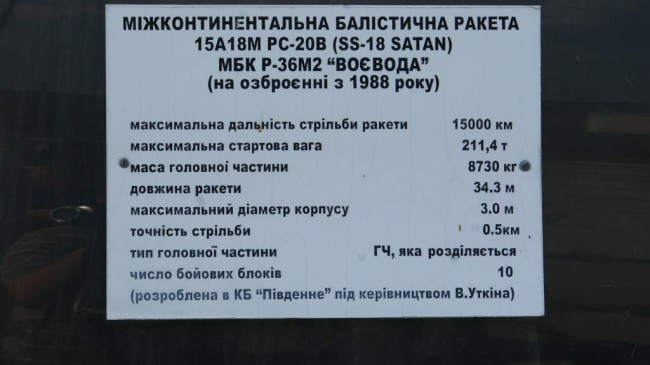 МІЖКОНТИНЕНТАЛЬНА БАЛІСТИЧНА РАКЕТА
15А18М РС-20В (SS-18 SATAN)
МБК Р-36М2 “ВОЄВОДА”
(на озброєнні з 1988 року)
максимальна дальність стрільби ракети 15000 км
максимальна стартова вага 211,4 т
маса головної частини 8730 кг
довжина ракети 34.3 м
максимальний діаметр корпусу 3.0 м
точність стрільби 0.5км
тип головної частини ГЧ, яка розділяється
число бойових блоків 10
(розроблена в КБ “Південне” під керівництвом В.Уткіна)